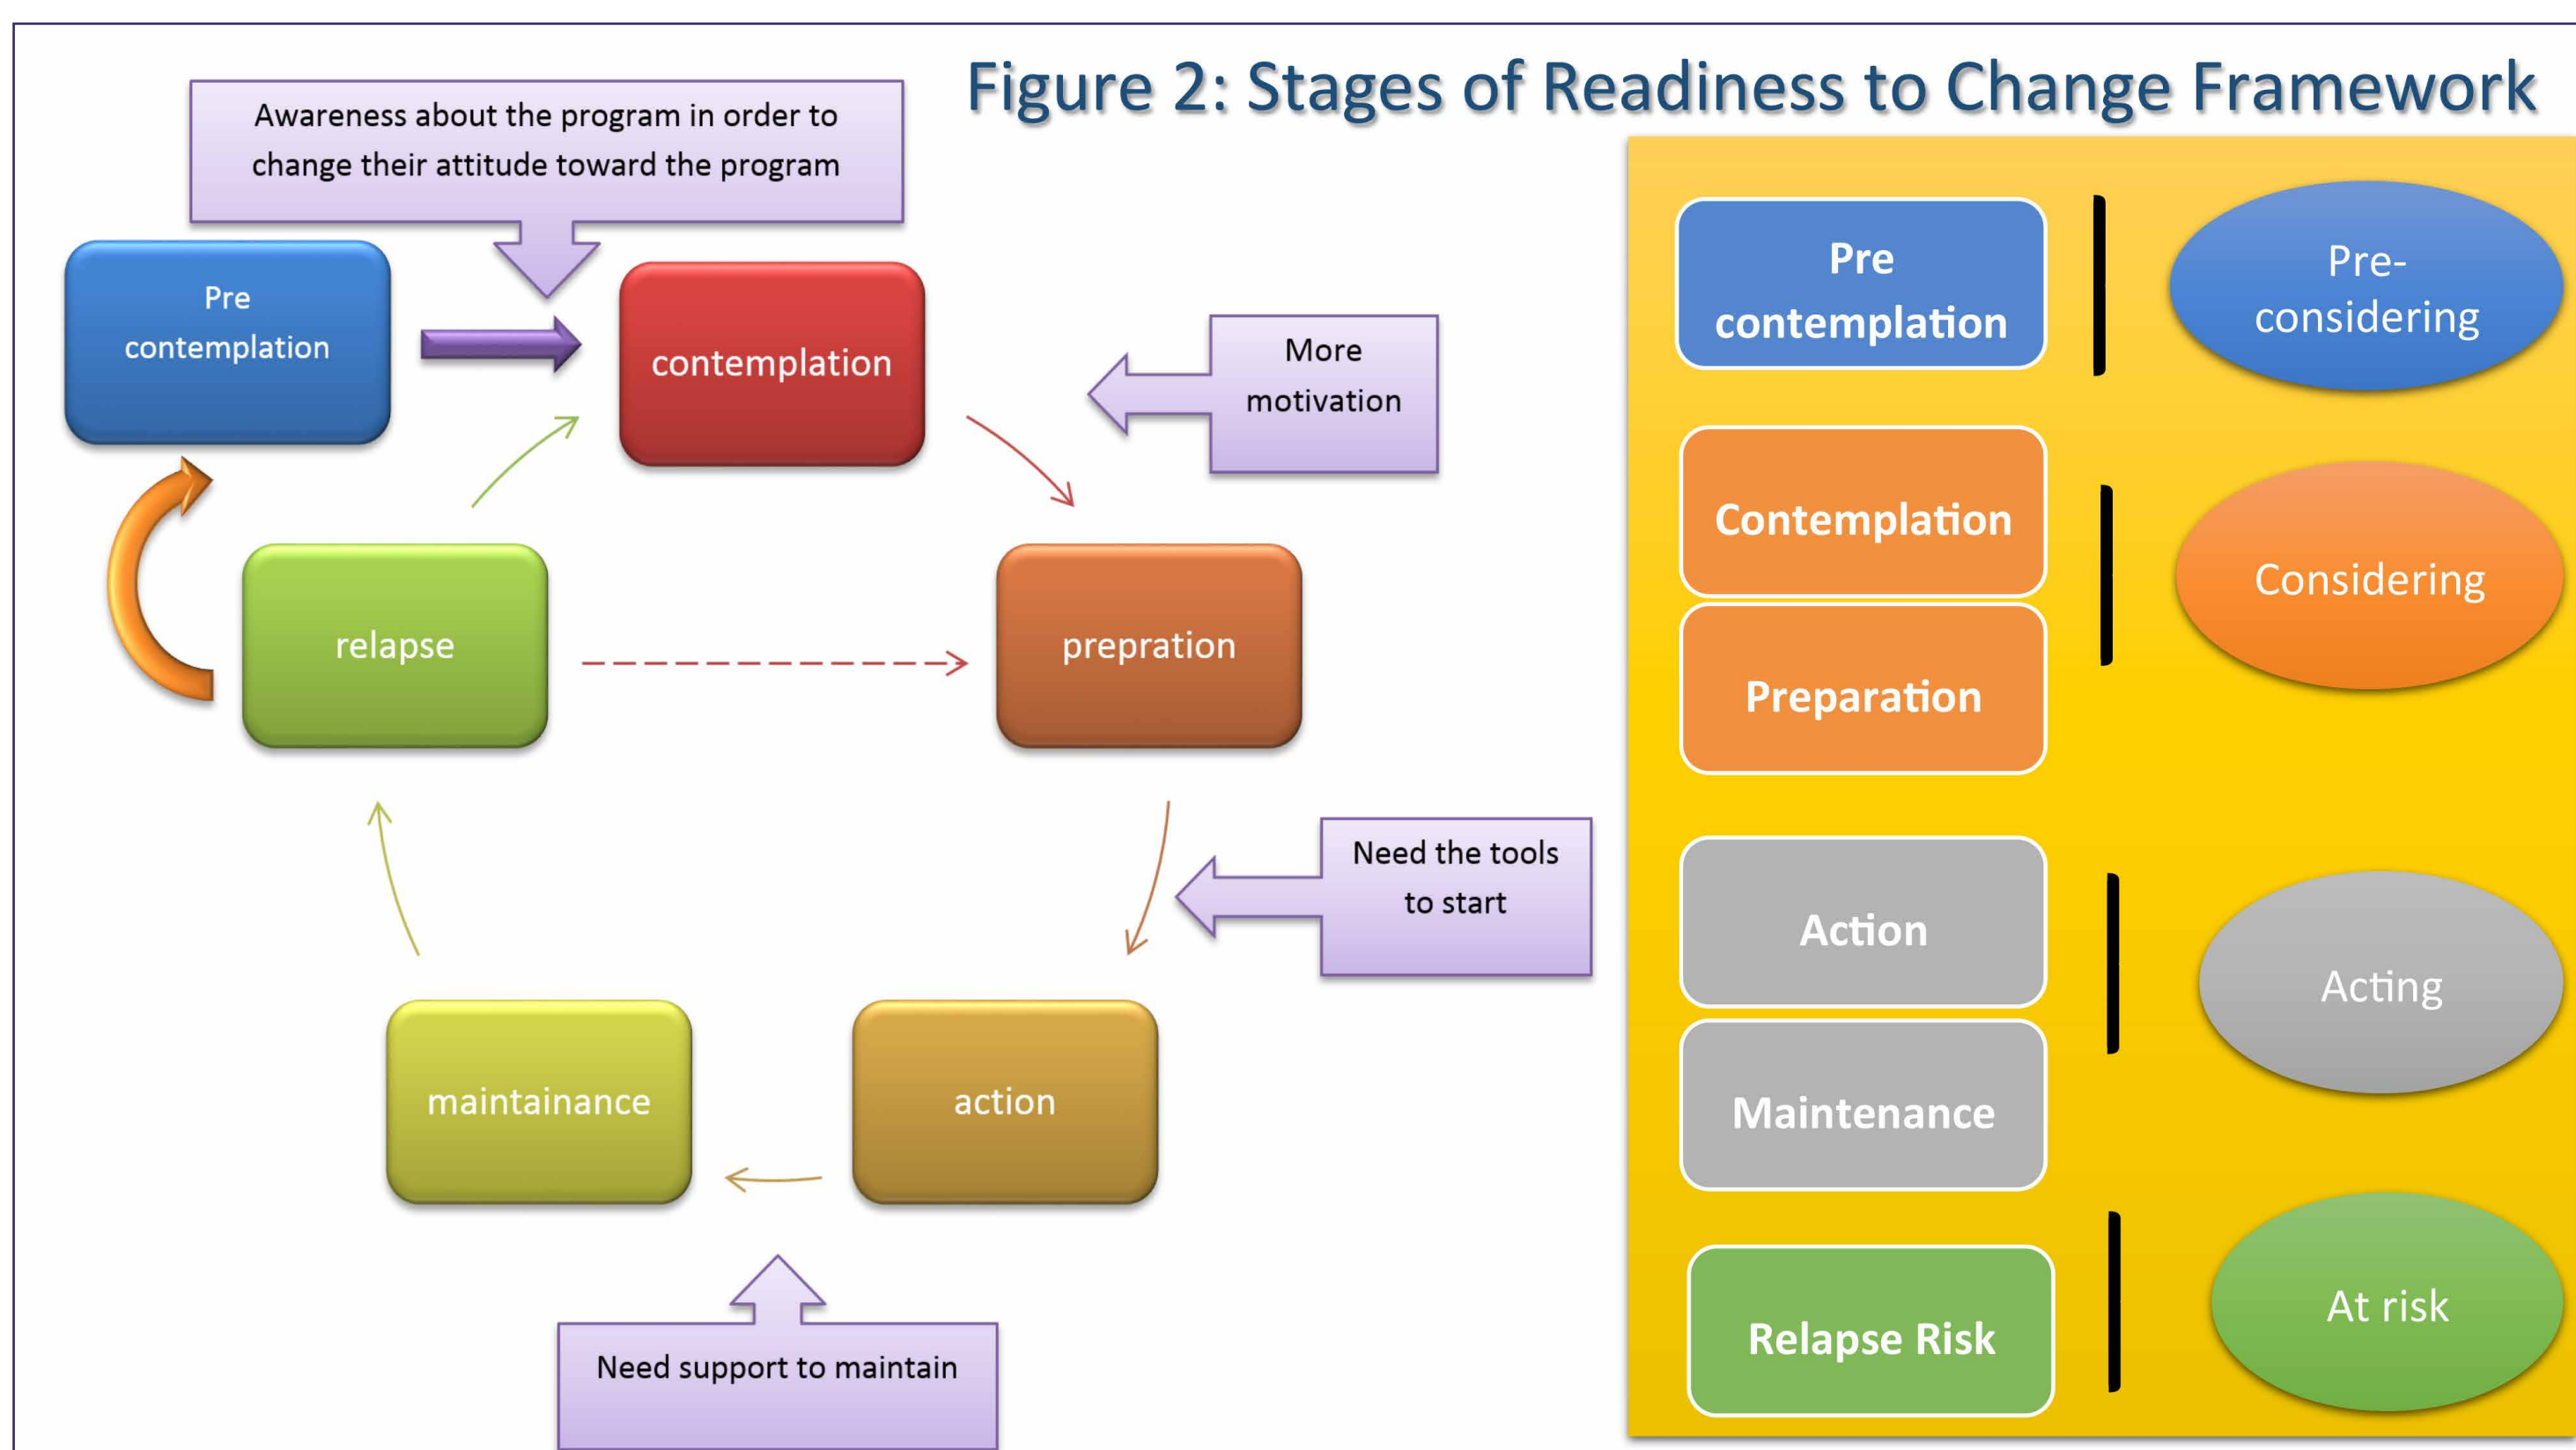 Figure 2: Stages of Readiness to Change Framework
Awareness about the program in order to
change their attitude toward the program
Pre
contemplation
contemplation
More
motivation
relapse
prepration
Need the tools
to start
maintainance
action
Need support to maintain
Pre
contemplation
Pre-
considering
Contemplation
Preparation
Considering
Action
Maintenance
Acting
Relapse Risk
At risk